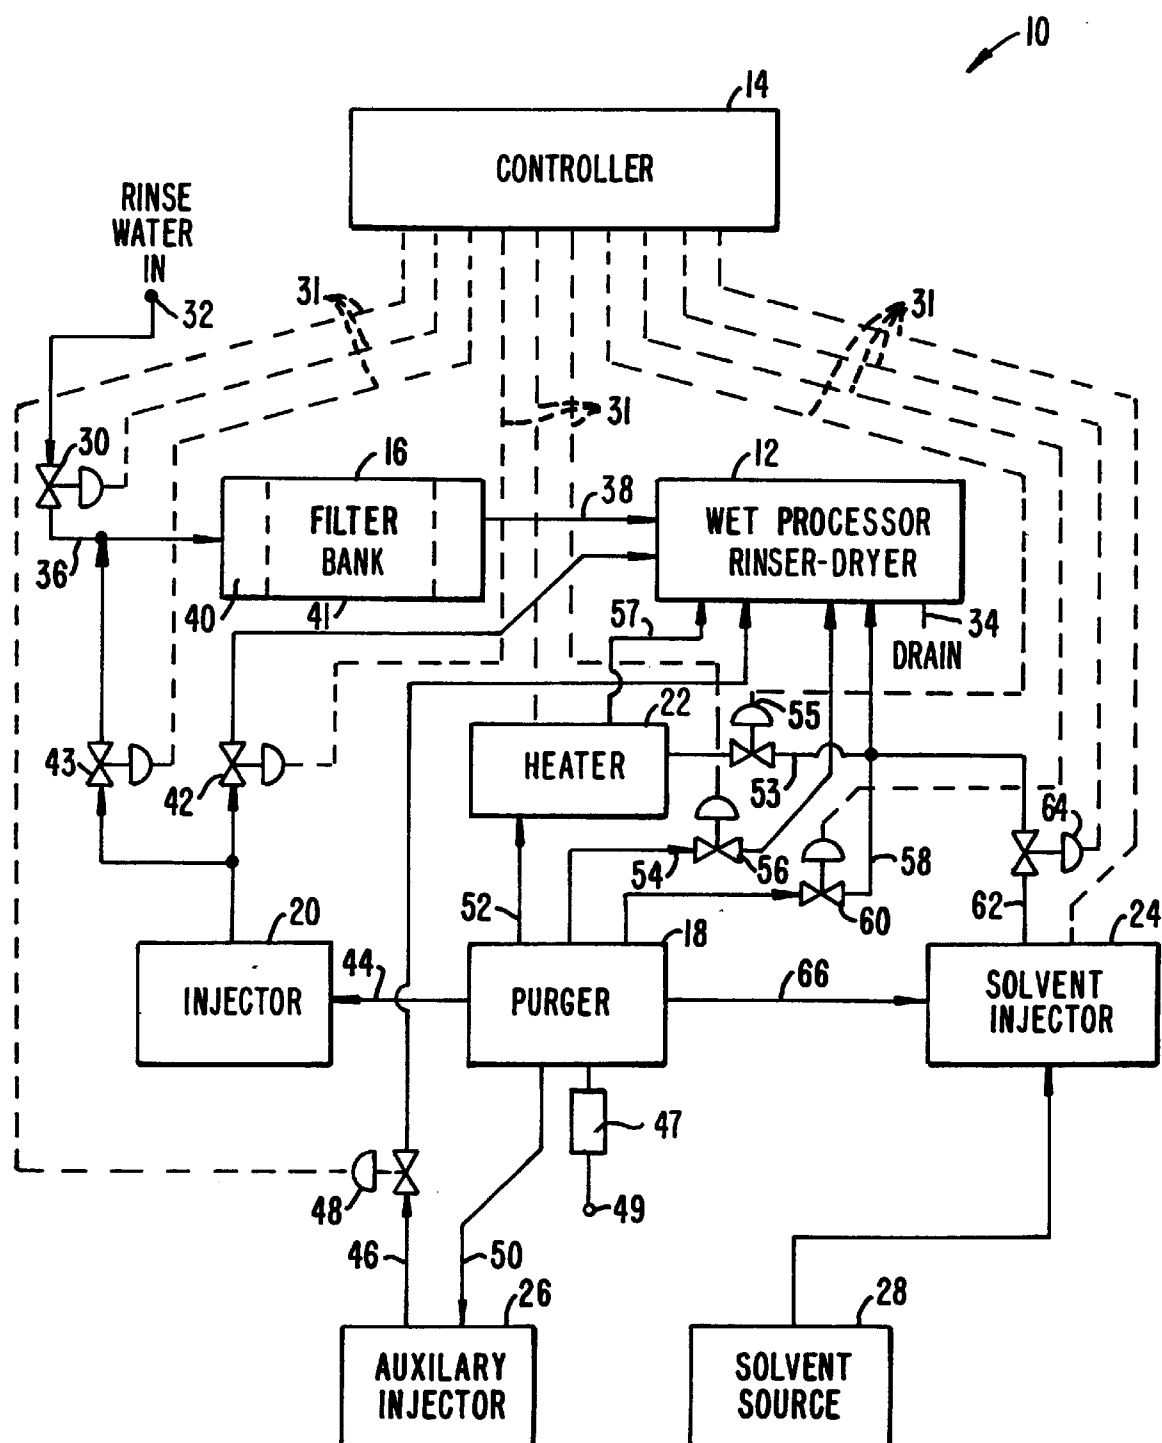 10
14
CONTROLLER
RINSE
WATER
IN
32
31
31
31
30
16
12
38
FILTER
BANK
WET PROCESSOR
RINSER-DRYER
36
40
41
57
34
DRAIN
22
55
43
42
HEATER
53
64
54
56
58
52
60
62
20
18
24
44
66
INJECTOR
PURGER
SOLVENT
INJECTOR
47
48
49
46
50
26
28
AUXILARY
INJECTOR
SOLVENT
SOURCE